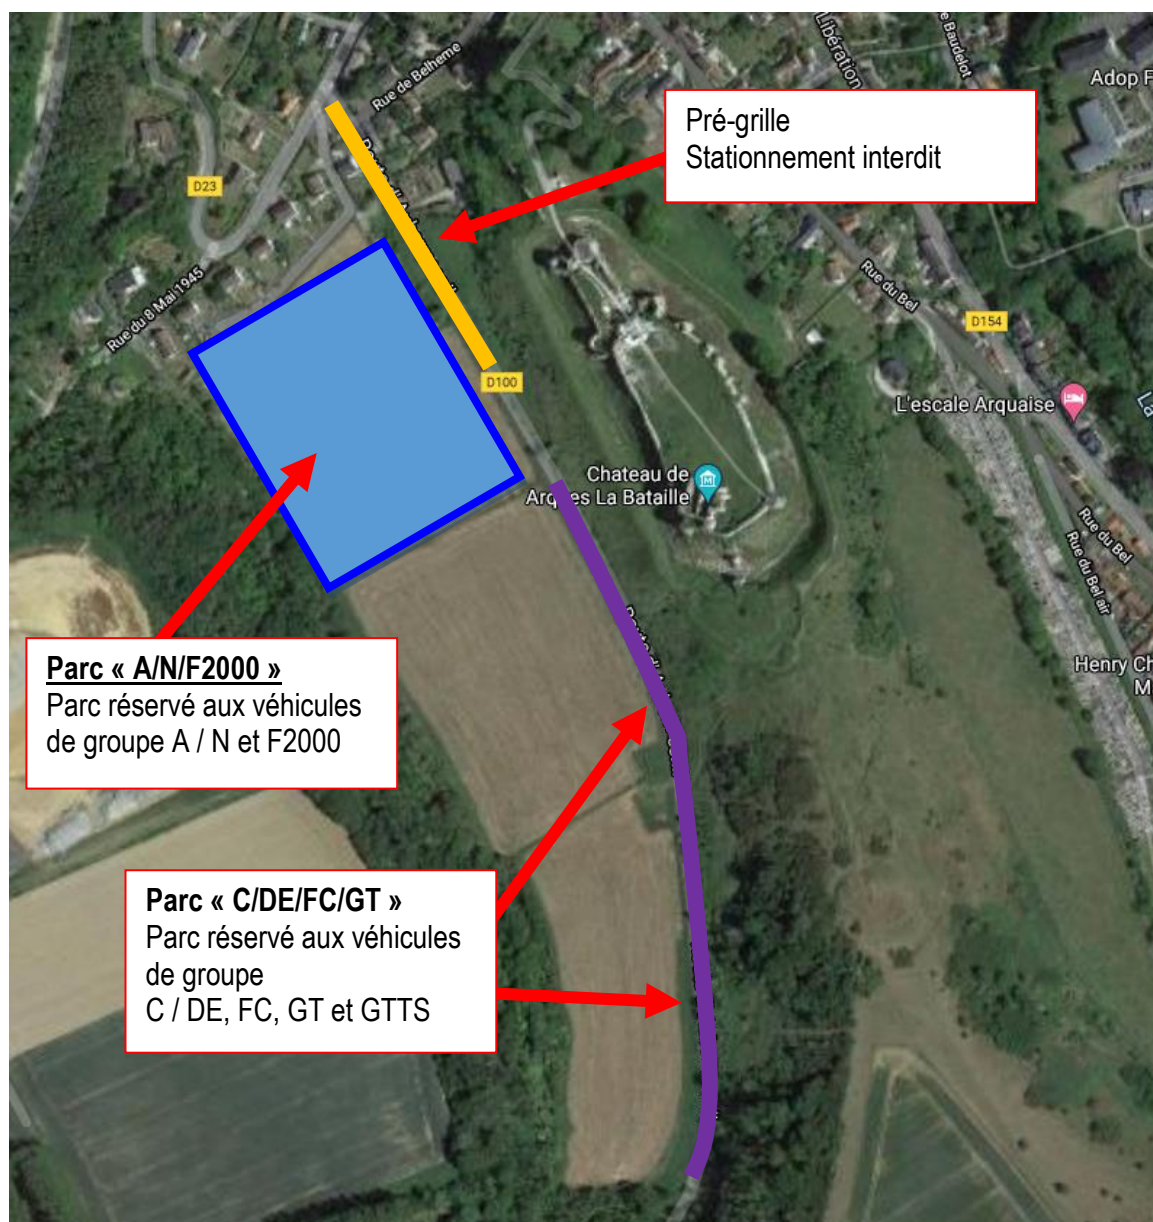 Rue de Belherne
Libération
Baudelot
Adop F
Pré-grille
Stationnement interdit
D23
Rue du 8 Mai 1945
Rue du Bel
D154
D100
L'escale Arquaise
La
Chateau de
Arques La Bataille
Rue du Bel
Rue du Bel air
Henry Ch
M
Parc « A/N/F2000 »
Parc réservé aux véhicules
de groupe A / N et F2000
Parc « C/DE/FC/GT »
Parc réservé aux véhicules
de groupe
C / DE, FC, GT et GTTS